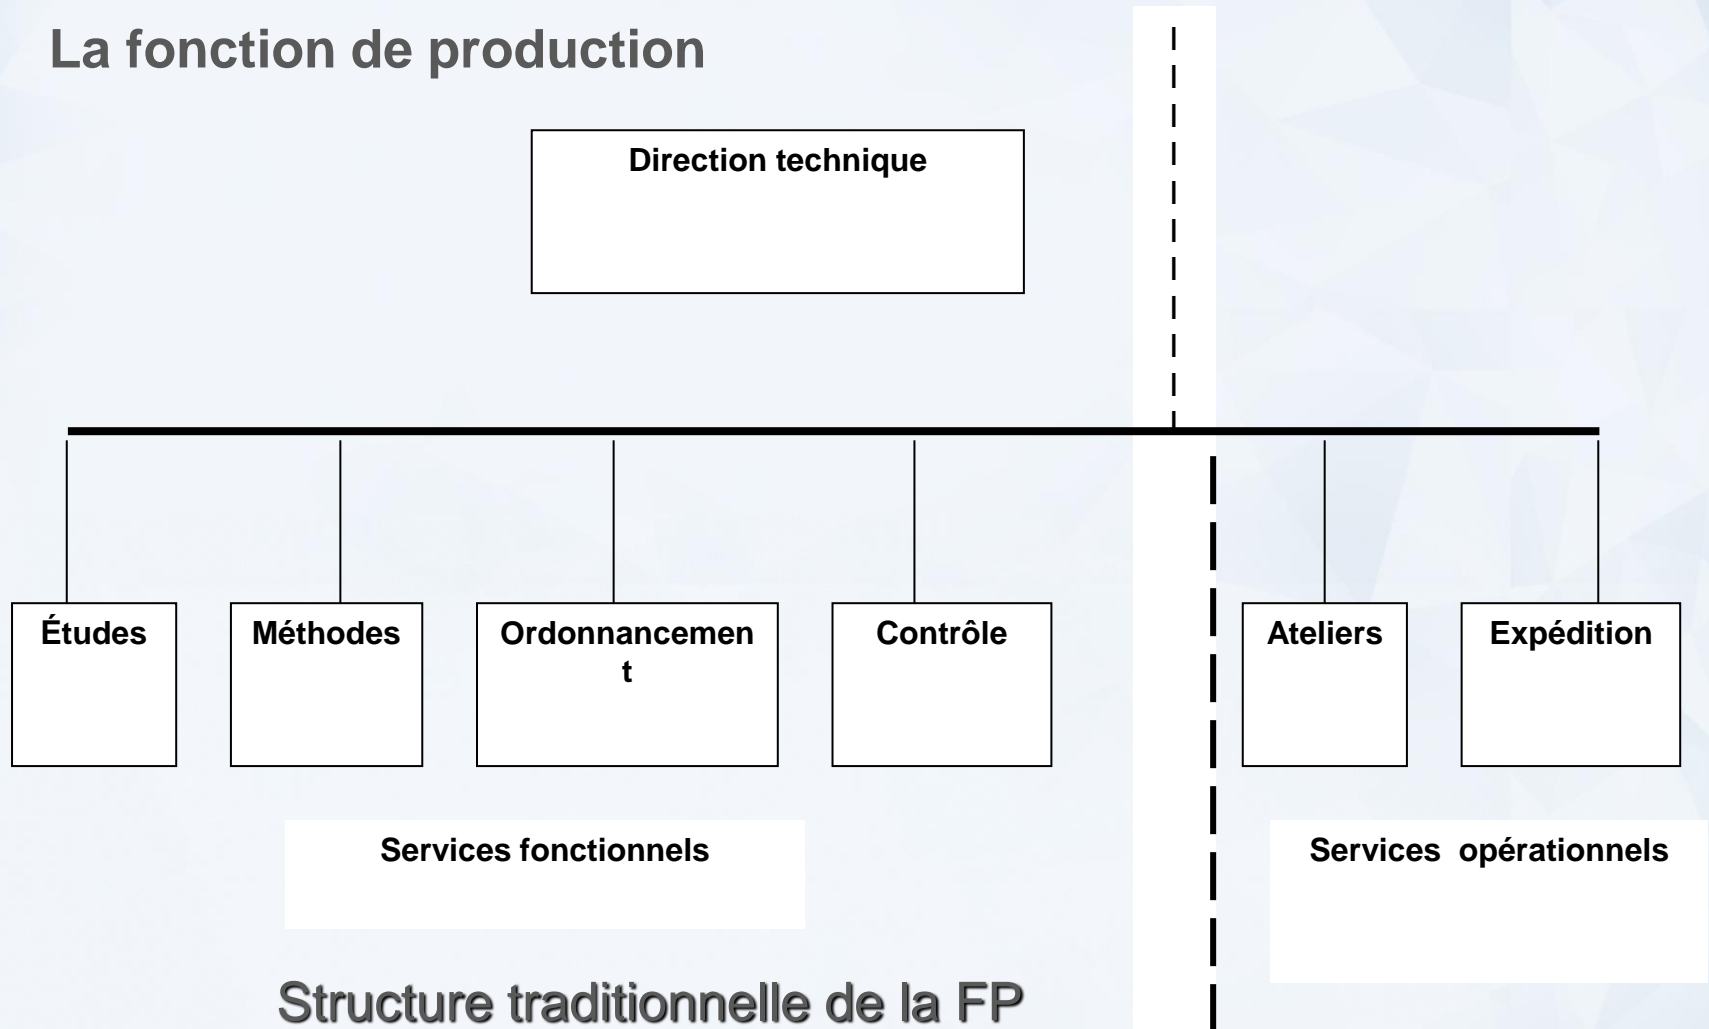 La fonction de production
Direction technique
Études
Méthodes
Ordonnancemen
t
Contrôle
Ateliers
Expédition
Services fonctionnels
Services opérationnels
Structure traditionnelle de la FP